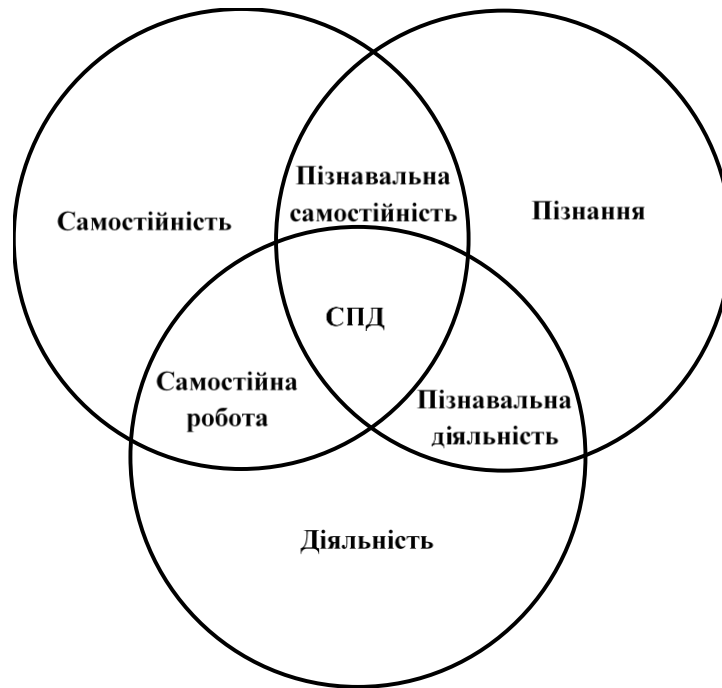 Пізнавальна
самостійність
Самостійність
Пізнання
СПД
Самостійна
робота
Пізнавальна
діяльність
Діяльність